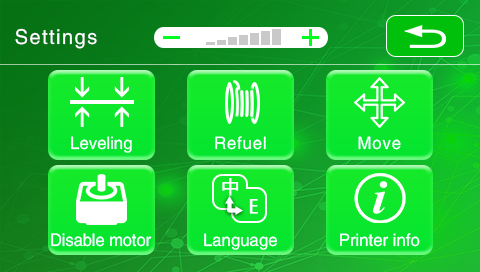 Settings
Leveling
Refuel
Move
Disable motor
中
E
Language
Printer info